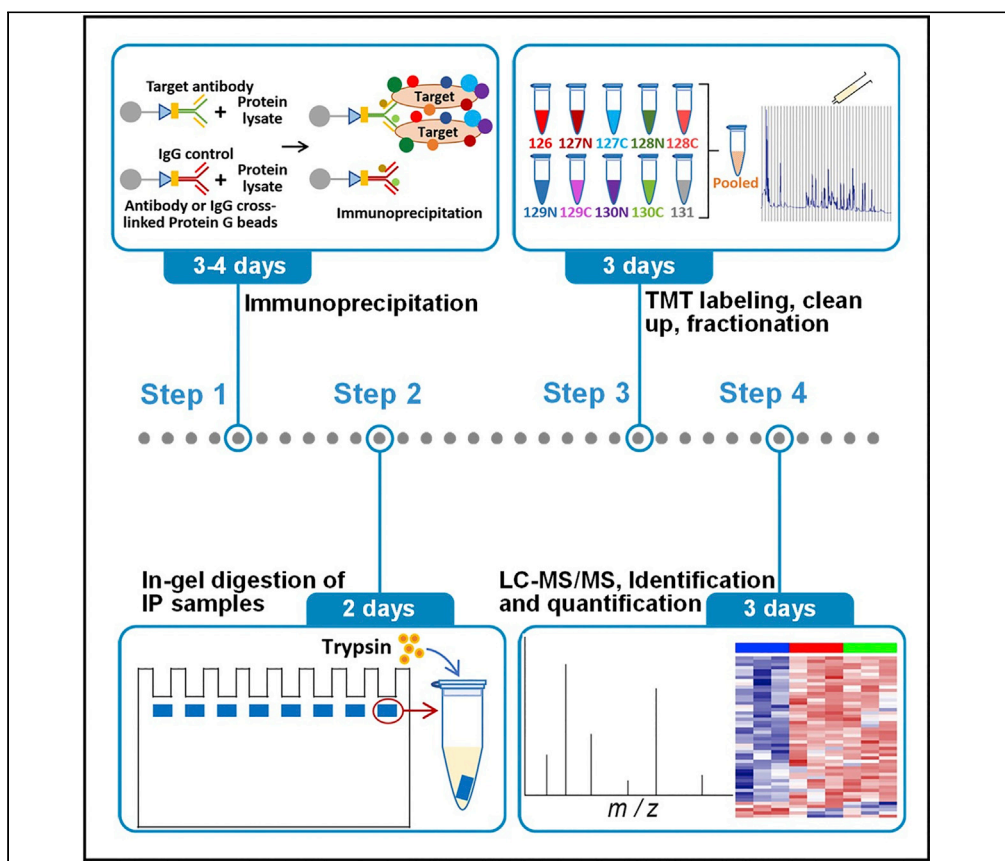 Target antibody
+ Protein
lysate
IgG control
+ Protein
lysate
Antibody or IgG cross-
linked Protein G beads
Target
Target
Immunoprecipitation
3-4 days
Immunoprecipitation
126 127N 127C 128N 128C
129N 129C 130N 130C 131
Pooled
3 days
TMT labeling, clean
up, fractionation
Step 1
Step 2
Step 3
Step 4
In-gel digestion of
IP samples
2 days
Trypsin
LC-MS/MS, Identification
and quantification
3 days
m / z